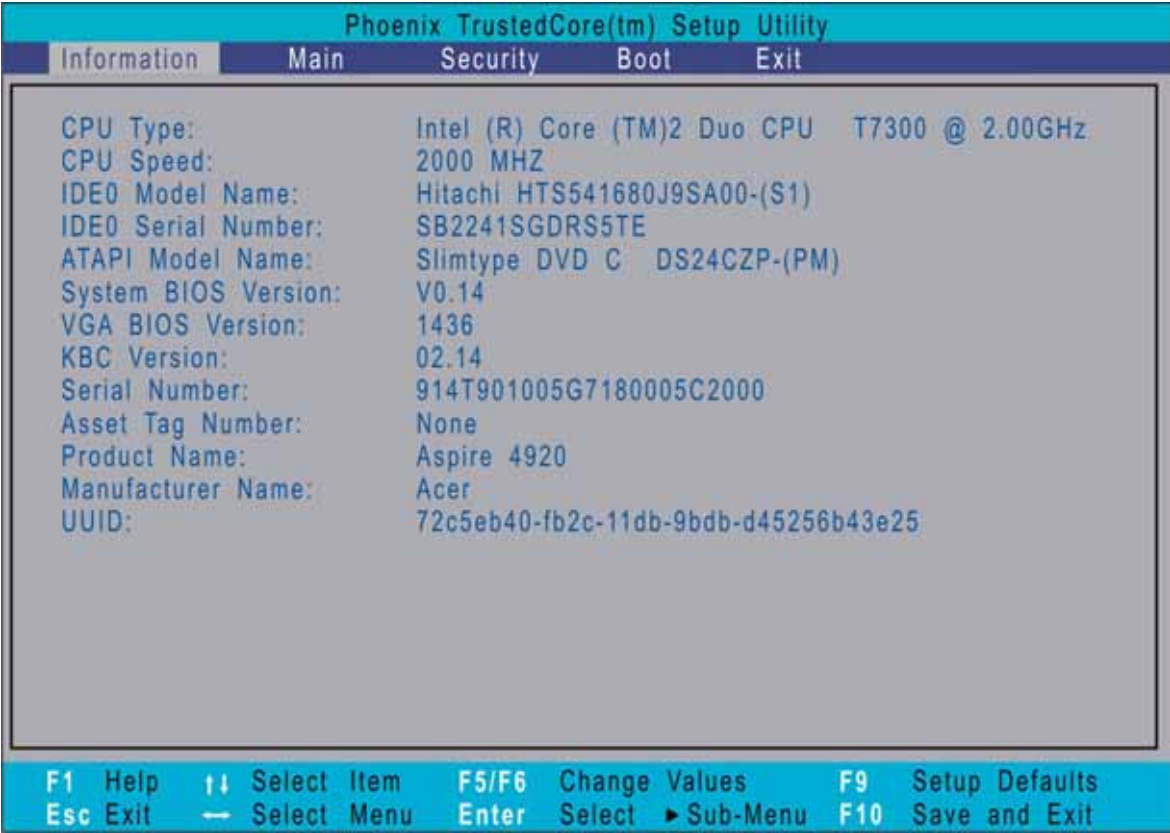 Phoenix TrustedCore(tm) Setup Utility
Information Main Security Boot Exit
CPU Type: Intel (R) Core (TM)2 Duo CPU T7300 @ 2.00GHz
CPU Speed: 2000 MHZ
IDE0 Model Name: Hitachi HTS541680J9SA00-(S1)
IDE0 Serial Number: SB2241SGDRS5TE
ATAPI Model Name: Slimtype DVD C DS24CZP-(PM)
System BIOS Version: V0.14
VGA BIOS Version: 1436
KBC Version: 02.14
Serial Number: 914T901005G7180005C2000
Asset Tag Number: None
Product Name: Aspire 4920
Manufacturer Name: Acer
UUID: 72c5eb40-fb2c-11db-9bdb-d45256b43e25
F1 Help ↑↓ Select Item F5/F6 Change Values F9 Setup Defaults
Esc Exit ↔ Select Menu Enter Select ►Sub-Menu F10 Save and Exit